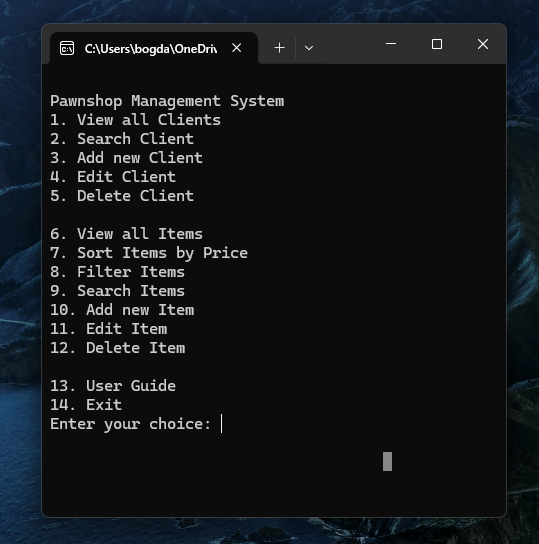 C:\Users\bogda\OneDriv
Pawnshop Management System
1. View all Clients
2. Search Client
3. Add new Client
4. Edit Client
5. Delete Client
6. View all Items
7. Sort Items by Price
8. Filter Items
9. Search Items
10. Add new Item
11. Edit Item
12. Delete Item
13. User Guide
14. Exit
Enter your choice: